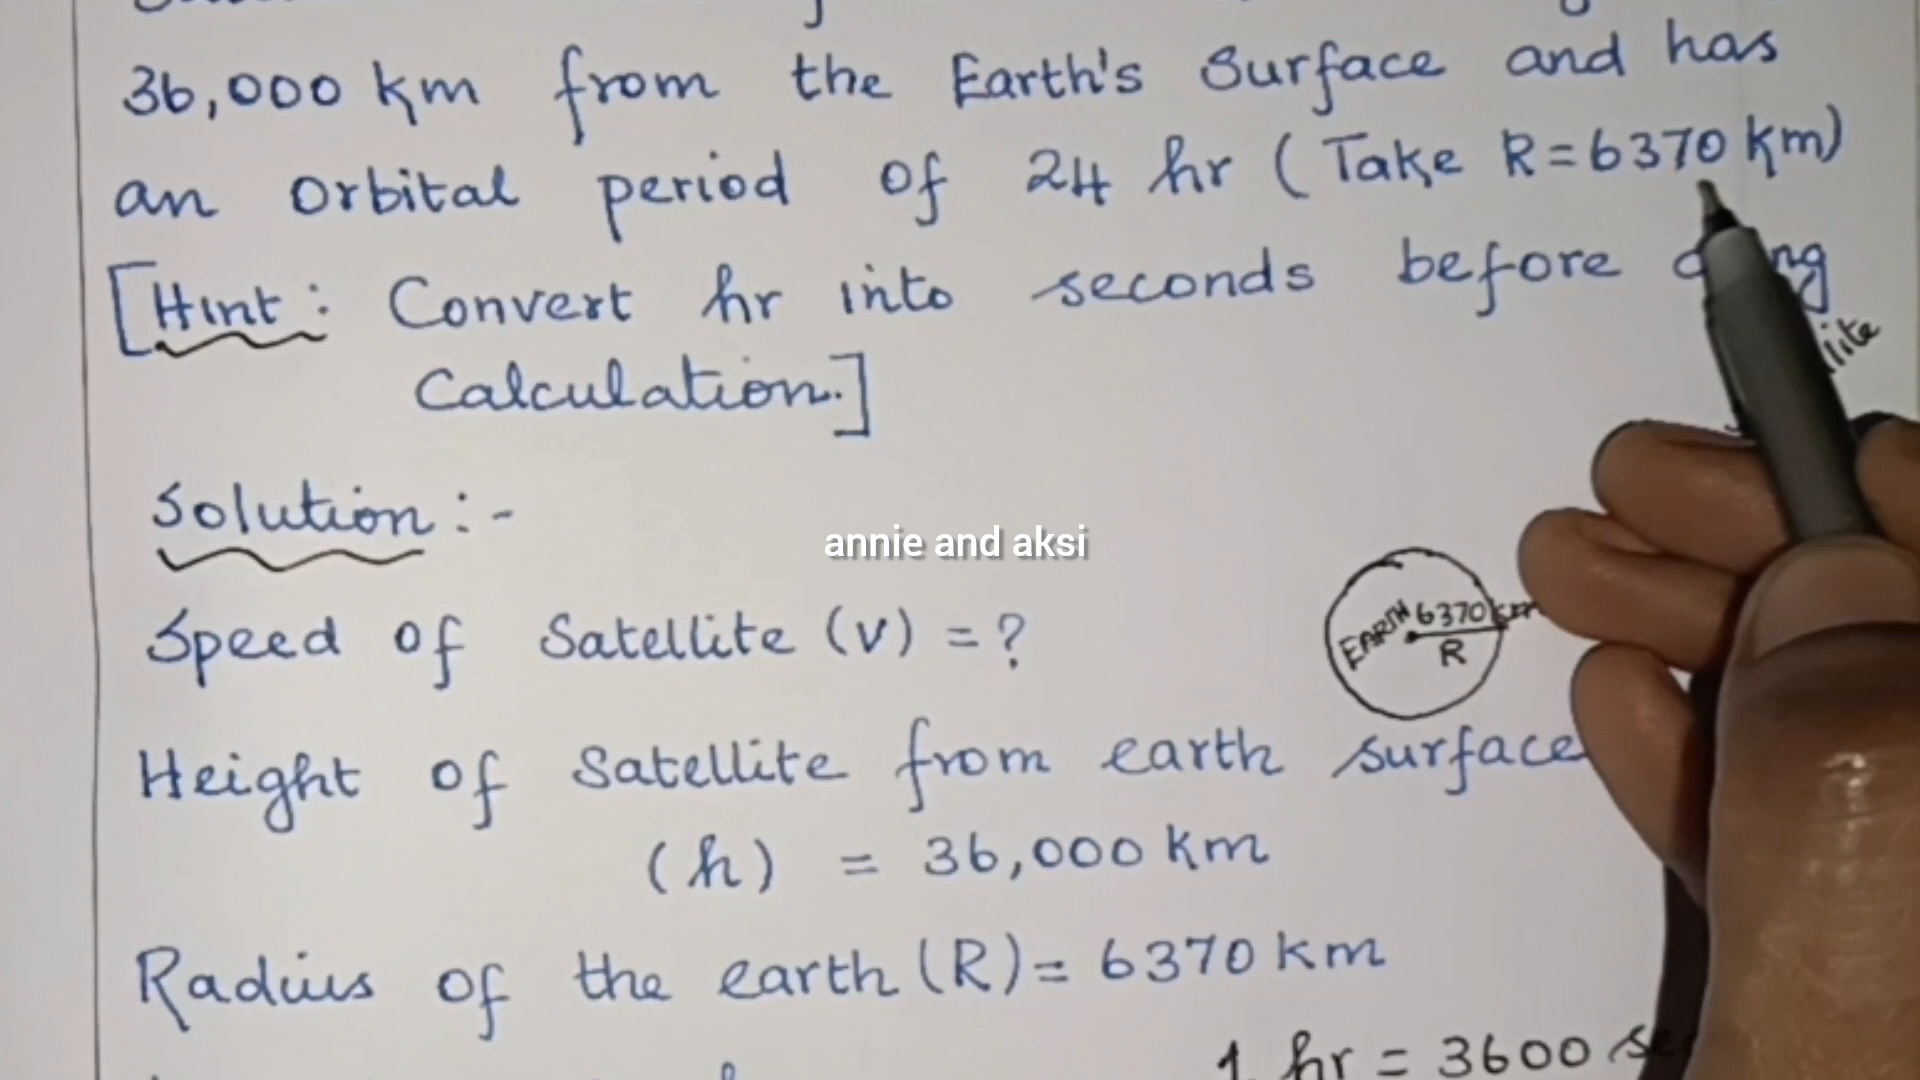 36,000 km from the Earth's surface and has
an orbital period of 24 hr (Take R=6370 km)
[Hint: Convert hr into seconds before
Calculation.]
Solution:-
annie and aksi
Speed of Satellite (v) = ?
EARTH 6370 km
R
Height of Satellite from earth surface
(h) = 36,000 km
Radius of the earth (R) = 6370 km
1 hr = 3600